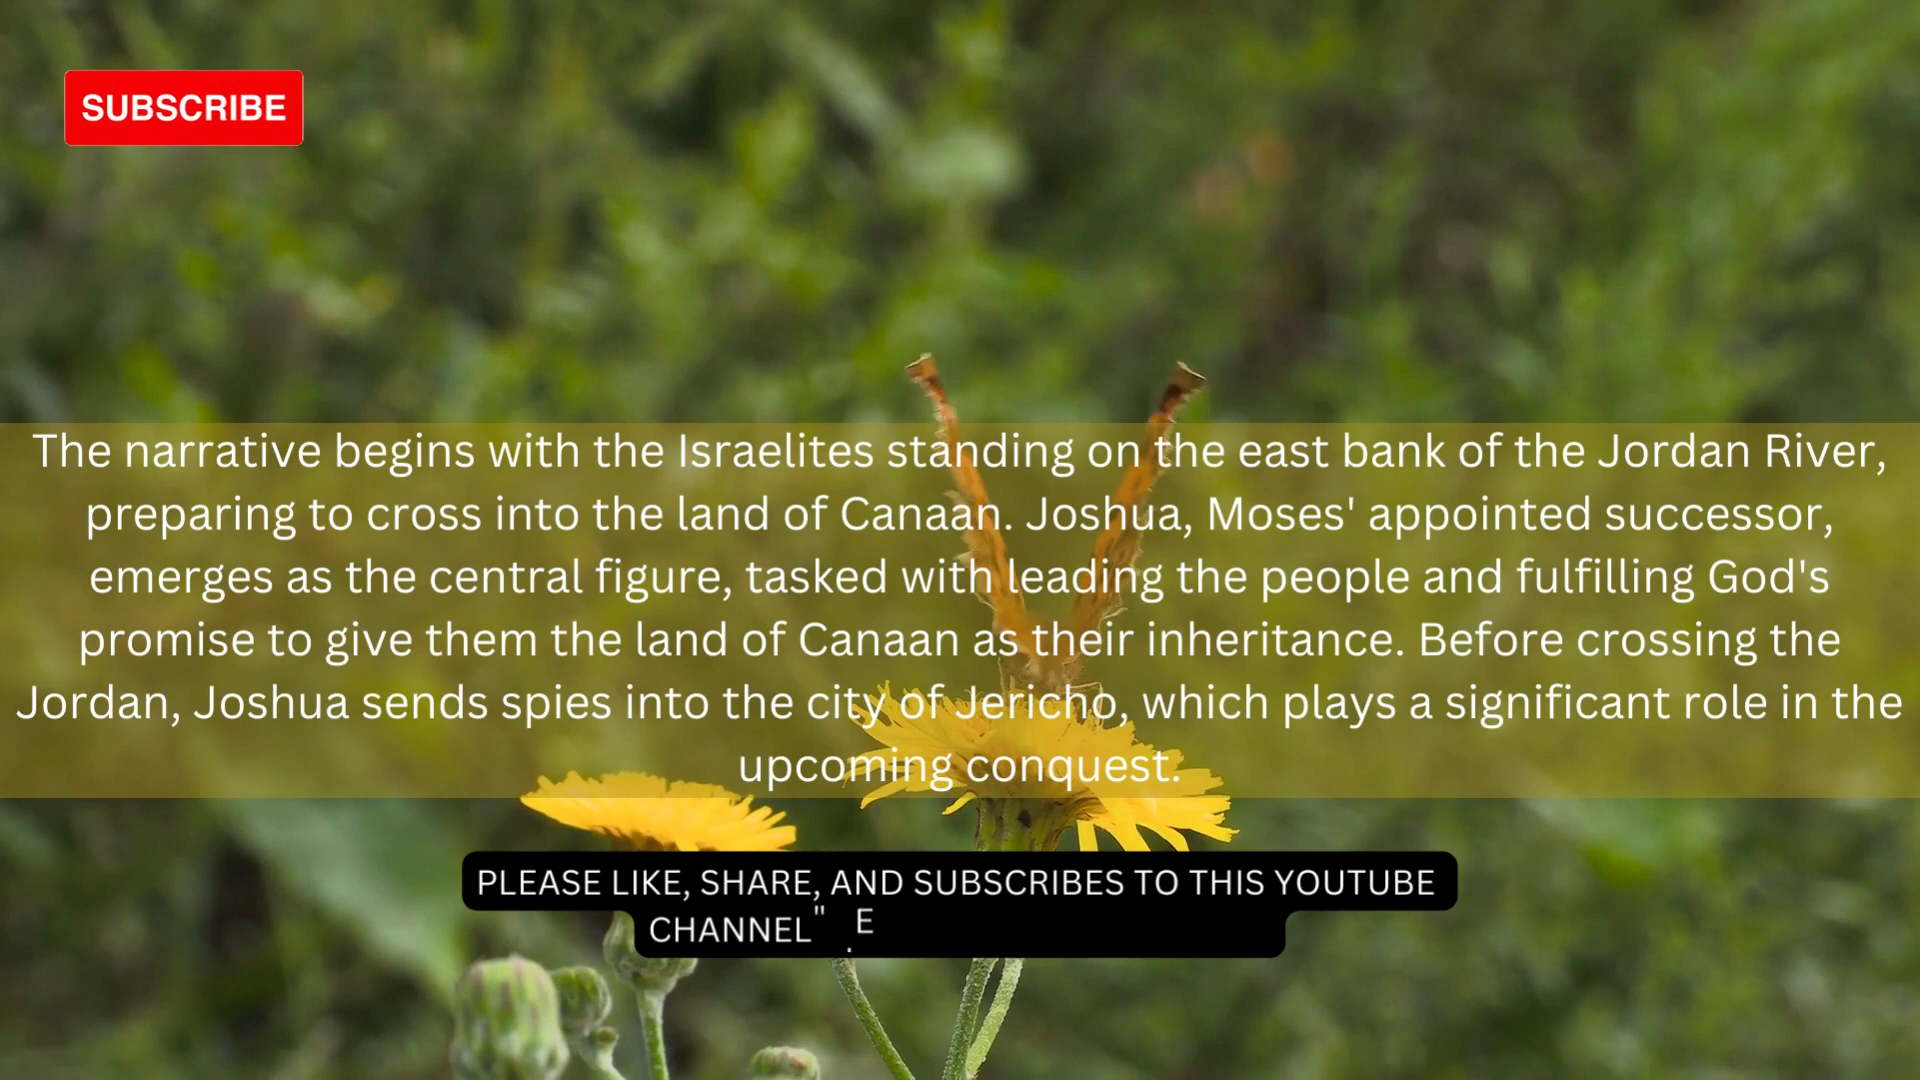 SUBSCRIBE
The narrative begins with the Israelites standing on the east bank of the Jordan River,
preparing to cross into the land of Canaan. Joshua, Moses' appointed successor,
emerges as the central figure, tasked with leading the people and fulfilling God's
promise to give them the land of Canaan as their inheritance. Before crossing the
Jordan, Joshua sends spies into the city of Jericho, which plays a significant role in the
upcoming conquest.
PLEASE LIKE, SHARE, AND SUBSCRIBES TO THIS YOUTUBE
CHANNEL" . E